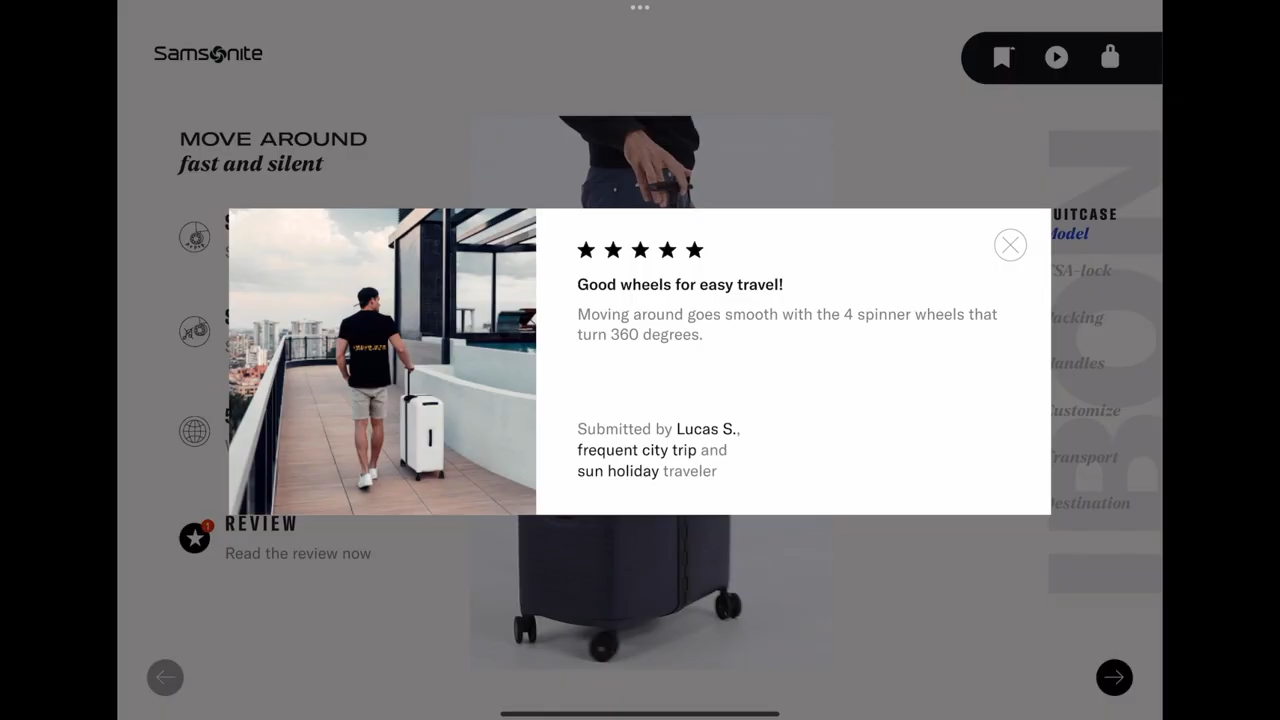 Samsonite
MOVE AROUND
fast and silent
★ ★ ★ ★ ★
Good wheels for easy travel!
Moving around goes smooth with the 4 spinner wheels that
turn 360 degrees.
Submitted by Lucas S.,
frequent city trip and
sun holiday traveler
1
REVIEW
Read the review now
UITCASE
Model
TSA-lock
Packing
Handles
Customize
Transport
Destination
IBON